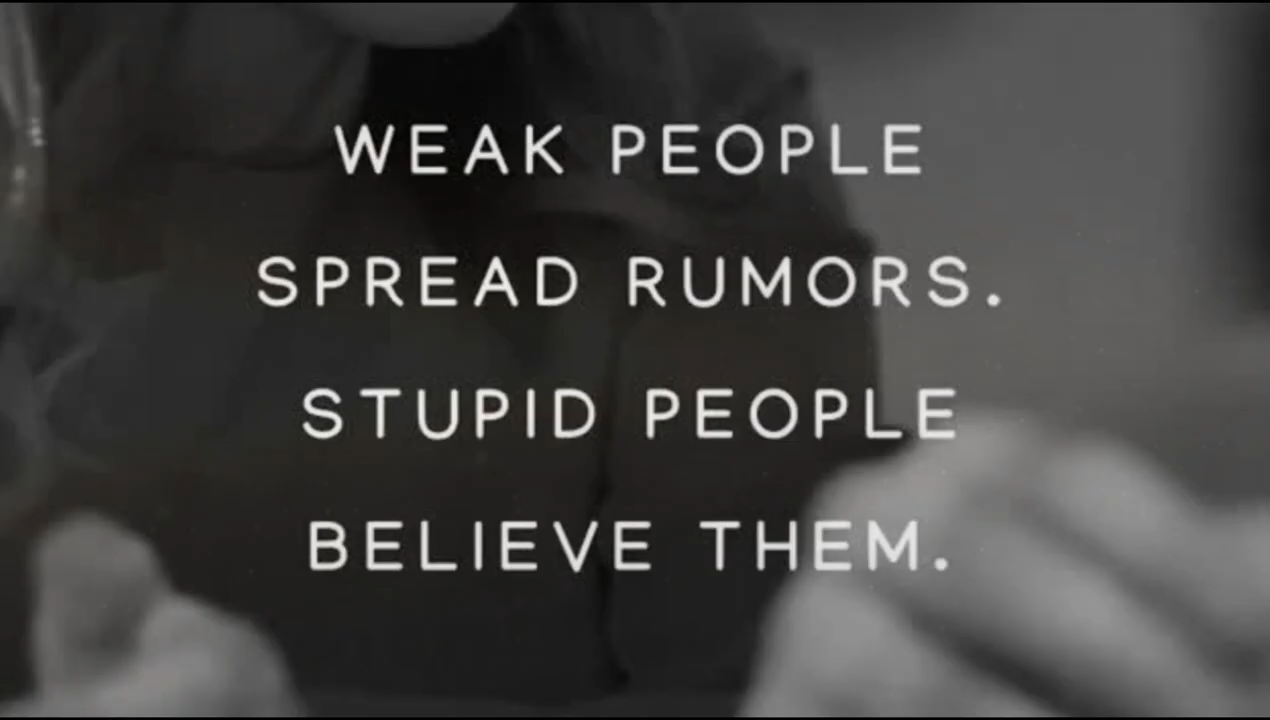 WEAK PEOPLE
SPREAD RUMORS.
STUPID PEOPLE
BELIEVE THEM.